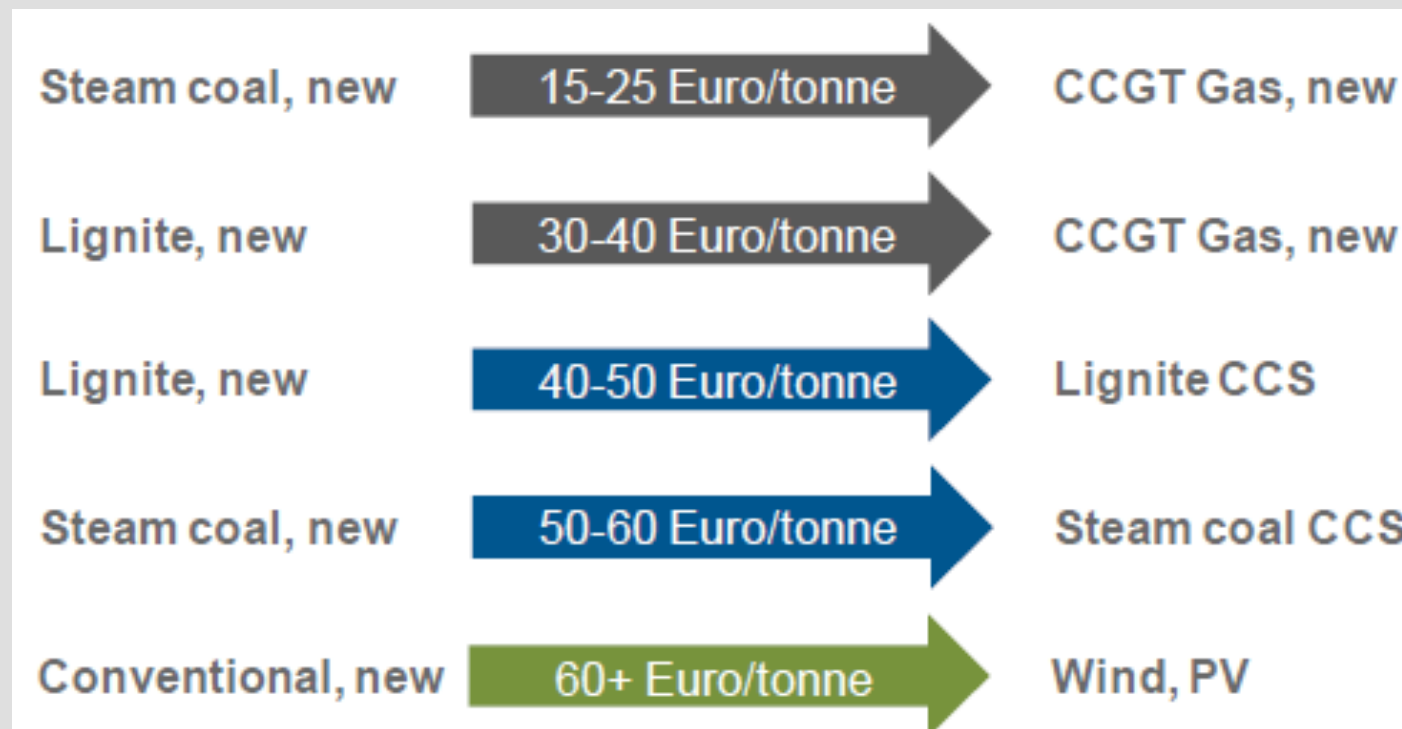 Steam coal, new 15-25 Euro/tonne CCGT Gas, new
Lignite, new 30-40 Euro/tonne CCGT Gas, new
Lignite, new 40-50 Euro/tonne Lignite CCS
Steam coal, new 50-60 Euro/tonne Steam coal CCS
Conventional, new 60+ Euro/tonne Wind, PV